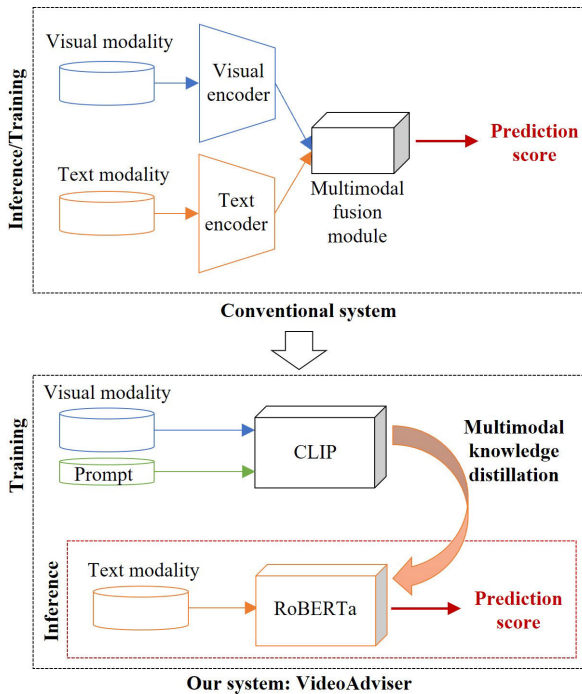 Inference/Training
Visual modality
Visual
encoder
Text modality
Text
encoder
Multimodal
fusion
module
Prediction
score
Conventional system
Training
Visual modality
Prompt
CLIP
Multimodal
knowledge
distillation
Inference
Text modality
RoBERTa
Prediction
score
Our system: VideoAdviser